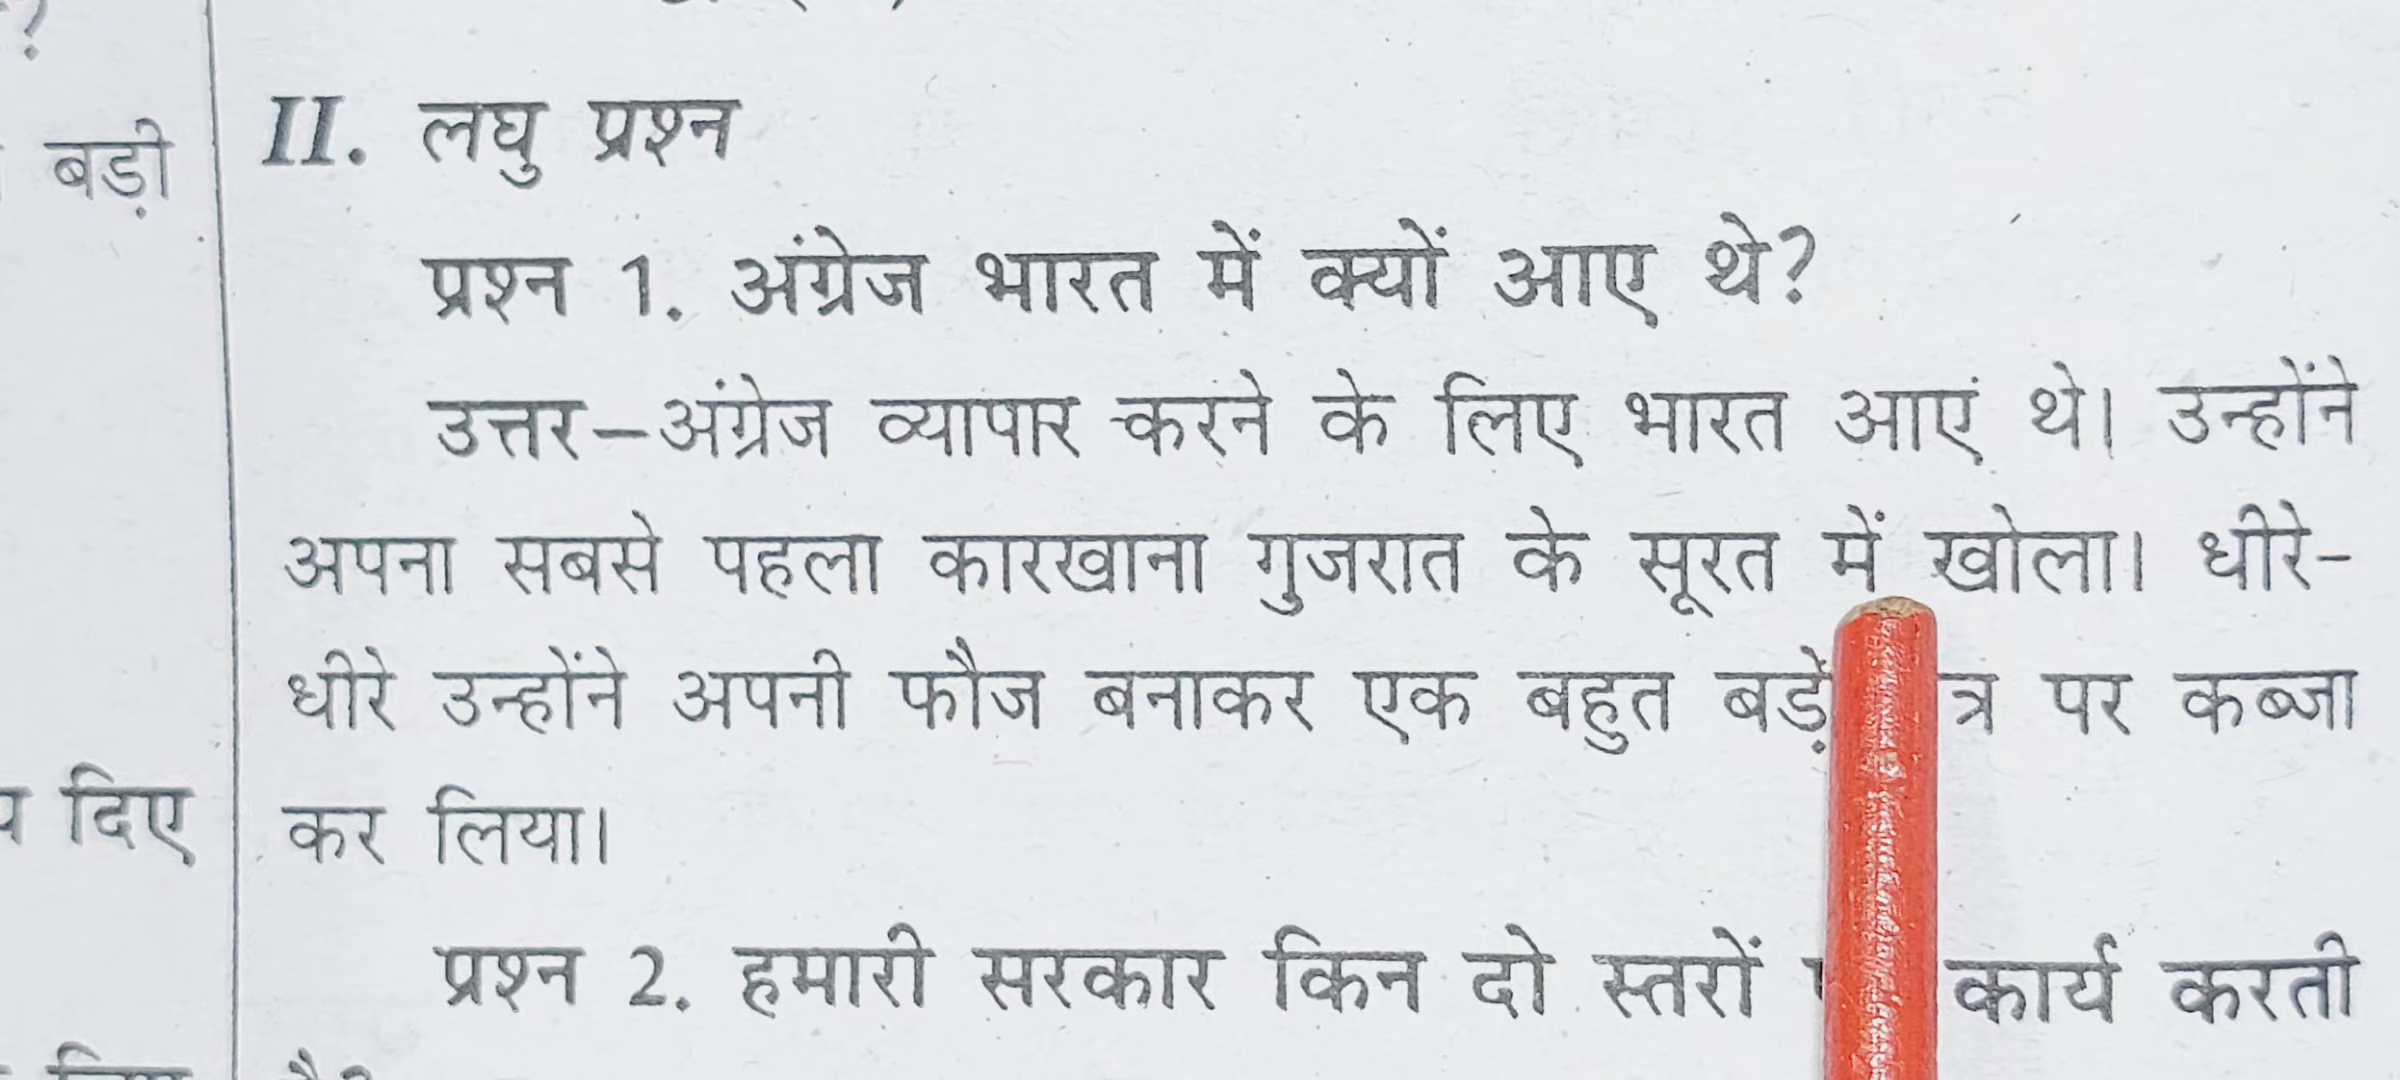 बड़ी
दिए
II. लघु प्रश्न
प्रश्न 1. अंग्रेज भारत में क्यों आए थे?
उत्तर–अंग्रेज व्यापार करने के लिए भारत आएं थे। उन्होंने
अपना सबसे पहला कारखाना गुजरात के सूरत में खोला। धीरे-
धीरे उन्होंने अपनी फौज बनाकर एक बहुत बड़े पर कब्जा
कर लिया।
प्रश्न 2. हमारी सरकार किन दो स्तरों कार्य करती